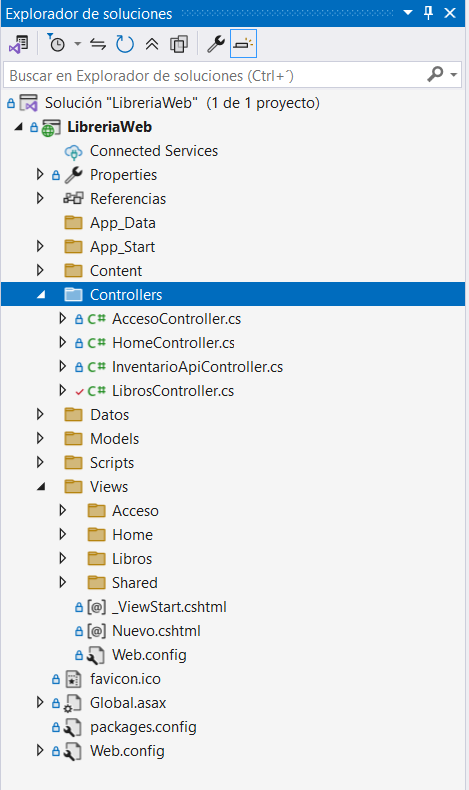 Explorador de soluciones
Buscar en Explorador de soluciones (Ctrl+´)
Solución "LibreriaWeb" (1 de 1 proyecto)
LibreriaWeb
Connected Services
Properties
Referencias
App_Data
App_Start
Content
Controllers
C# AccesoController.cs
C# HomeController.cs
C# InventarioApiController.cs
C# LibrosController.cs
Datos
Models
Scripts
Views
Acceso
Home
Libros
Shared
[@] _ViewStart.cshtml
[@] Nuevo.cshtml
Web.config
favicon.ico
Global.asax
packages.config
Web.config